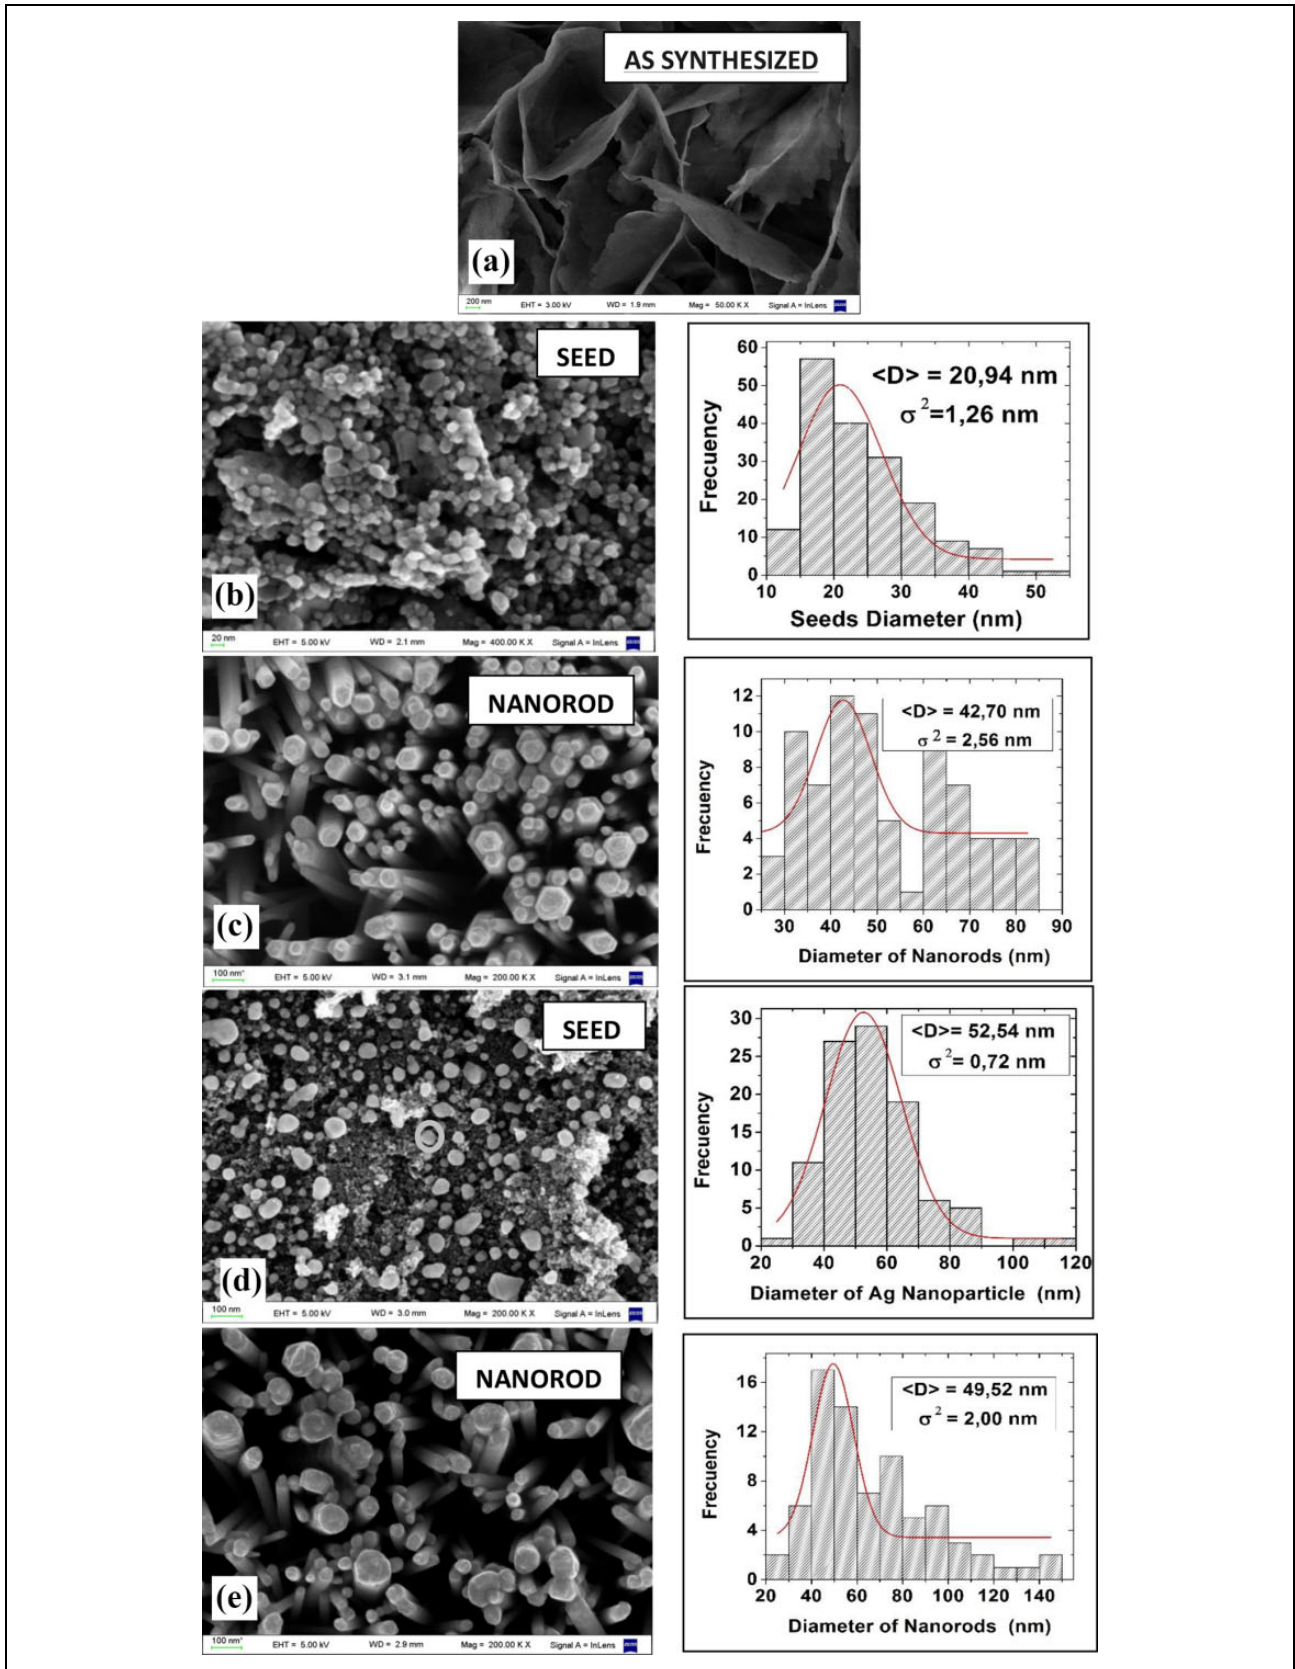 AS SYNTHESIZED
(a)
200 nm EHT = 3.00 kV WD = 1.9 mm Mag = 50.00 K X Signal A = InLens
SEED
(b)
20 nm EHT = 5.00 kV WD = 2.1 mm Mag = 400.00 K X Signal A = InLens
<D> = 20,94 nm
σ²=1,26 nm
Frecuency
60
50
40
30
20
10
0
10 20 30 40 50
Seeds Diameter (nm)
NANOROD
(c)
100 nm* EHT = 5.00 kV WD = 3.1 mm Mag = 200.00 K X Signal A = InLens
<D> = 42,70 nm
σ² = 2,56 nm
Frecuency
12
10
8
6
4
2
0
30 40 50 60 70 80 90
Diameter of Nanorods (nm)
SEED
(d)
100 nm EHT = 5.00 kV WD = 3.0 mm Mag = 200.00 K X Signal A = InLens
<D>= 52,54 nm
σ²= 0,72 nm
Frecuency
30
25
20
15
10
5
0
20 40 60 80 100 120
Diameter of Ag Nanoparticle (nm)
NANOROD
(e)
100 nm* EHT = 5.00 kV WD = 2.9 mm Mag = 200.00 K X Signal A = InLens
<D> = 49,52 nm
σ² = 2,00 nm
Frecuency
16
12
8
4
0
20 40 60 80 100 120 140
Diameter of Nanorods (nm)